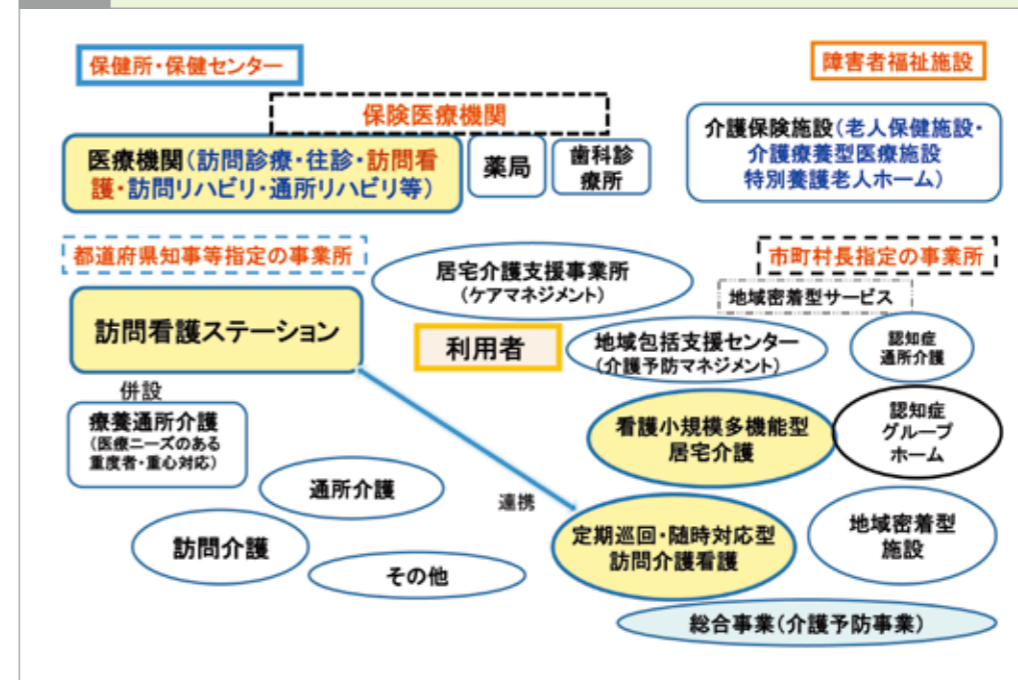 保健所・保健センター
障害者福祉施設
保険医療機関
医療機関(訪問診療・往診・訪問看
護・訪問リハビリ・通所リハビリ等)
薬局
歯科診
療所
介護保険施設(老人保健施設・
介護療養型医療施設
特別養護老人ホーム)
都道府県知事等指定の事業所
市町村長指定の事業所
居宅介護支援事業所
(ケアマネジメント)
地域密着型サービス
訪問看護ステーション
利用者
地域包括支援センター
(介護予防マネジメント)
認知症
通所介護
併設
療養通所介護
(医療ニーズのある
重度者・重心対応)
看護小規模多機能型
居宅介護
認知症
グループ
ホーム
通所介護
連携
訪問介護
その他
定期巡回・随時対応型
訪問介護看護
地域密着型
施設
総合事業(介護予防事業)